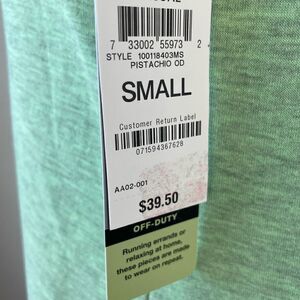 7 33002 55973 2
STYLE 100118403MS
PISTACHIO OD
SMALL
Customer Return Label
071594367628
AA02-001
$39.50
OFF-DUTY
Running errands or
relaxing at home,
these pieces are made
to wear on repeat.